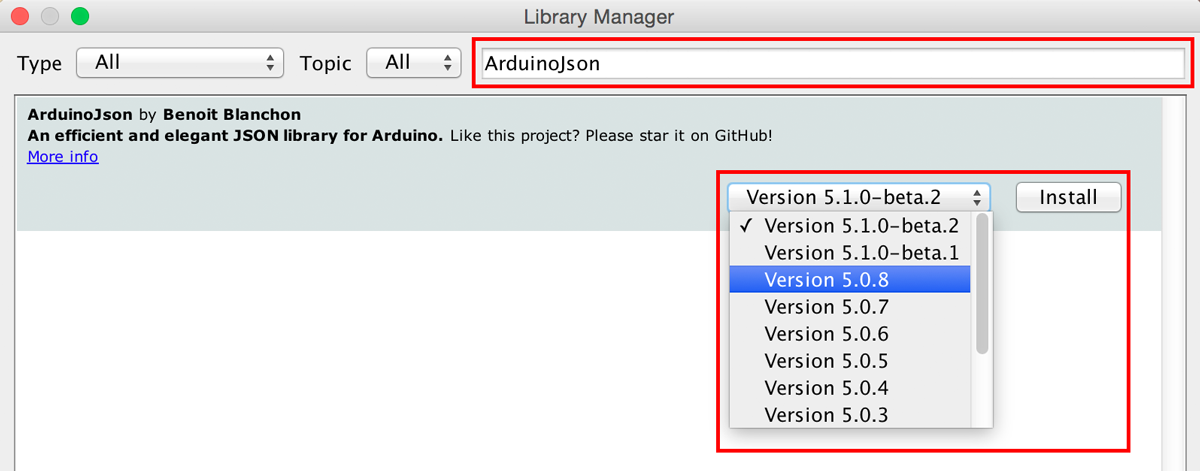 Library Manager
Type All Topic All ArduinoJson
ArduinoJson by Benoit Blanchon
An efficient and elegant JSON library for Arduino. Like this project? Please star it on GitHub!
More info
Version 5.1.0-beta.2 Install
✓ Version 5.1.0-beta.2
Version 5.1.0-beta.1
Version 5.0.8
Version 5.0.7
Version 5.0.6
Version 5.0.5
Version 5.0.4
Version 5.0.3